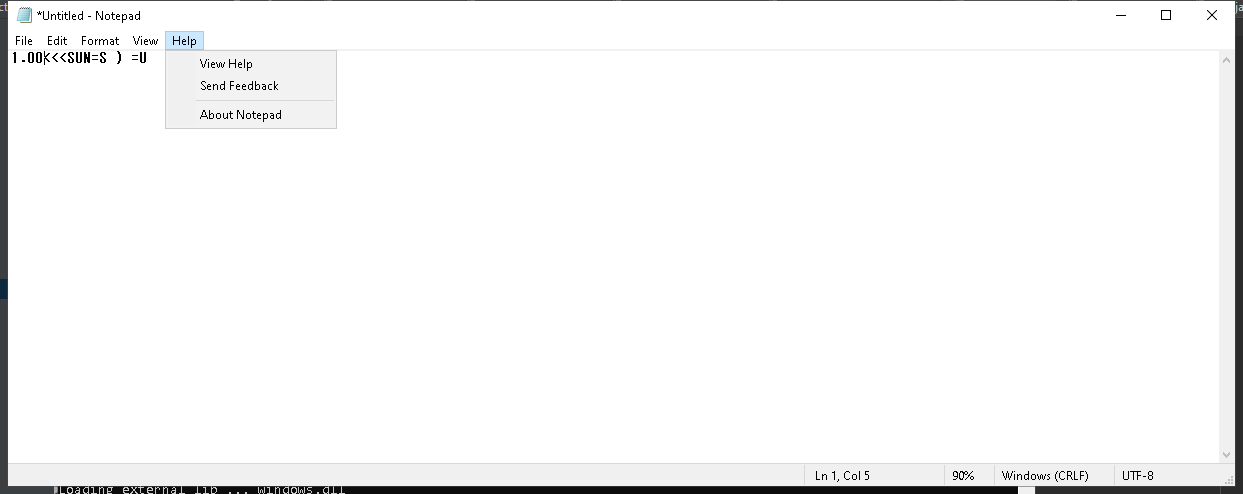 *Untitled - Notepad
File Edit Format View Help
1.00<<<SUN=S ) =U
View Help
Send Feedback
About Notepad
Ln 1, Col 5 90% Windows (CRLF) UTF-8
Loading external lib ... windows.dll